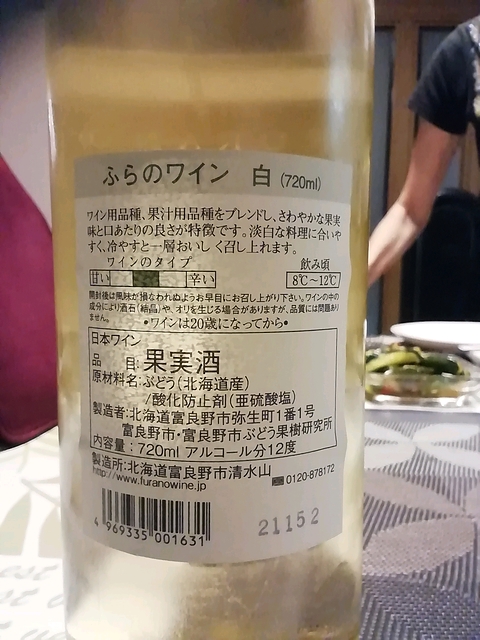 ふらのワイン 白 (720ml)
ワイン用品種、果汁用品種をブレンドし、さわやかな果実
味と口あたりの良さが特徴です。淡白な料理に合いや
すく、冷やすと一層おいしく召し上れます。
ワインのタイプ 飲み頃
甘い 辛い 8℃~12℃
開封後は風味が損なわれぬようお早目にお召し上がり下さい。ワインの中の
成分により酒石(結晶)や、オリを生じる場合がありますが、品質には問題あり
ません。
•ワインは20歳になってから•
日本ワイン
品 目:果実酒
原材料名:ぶどう(北海道産)
/酸化防止剤(亜硫酸塩)
製造者:北海道富良野市弥生町1番1号
富良野市・富良野市ぶどう果樹研究所
内容量:720ml アルコール分12度
製造所:北海道富良野市清水山
http://www.furanowine.jp 0120-878172
4 969335 001631
21152